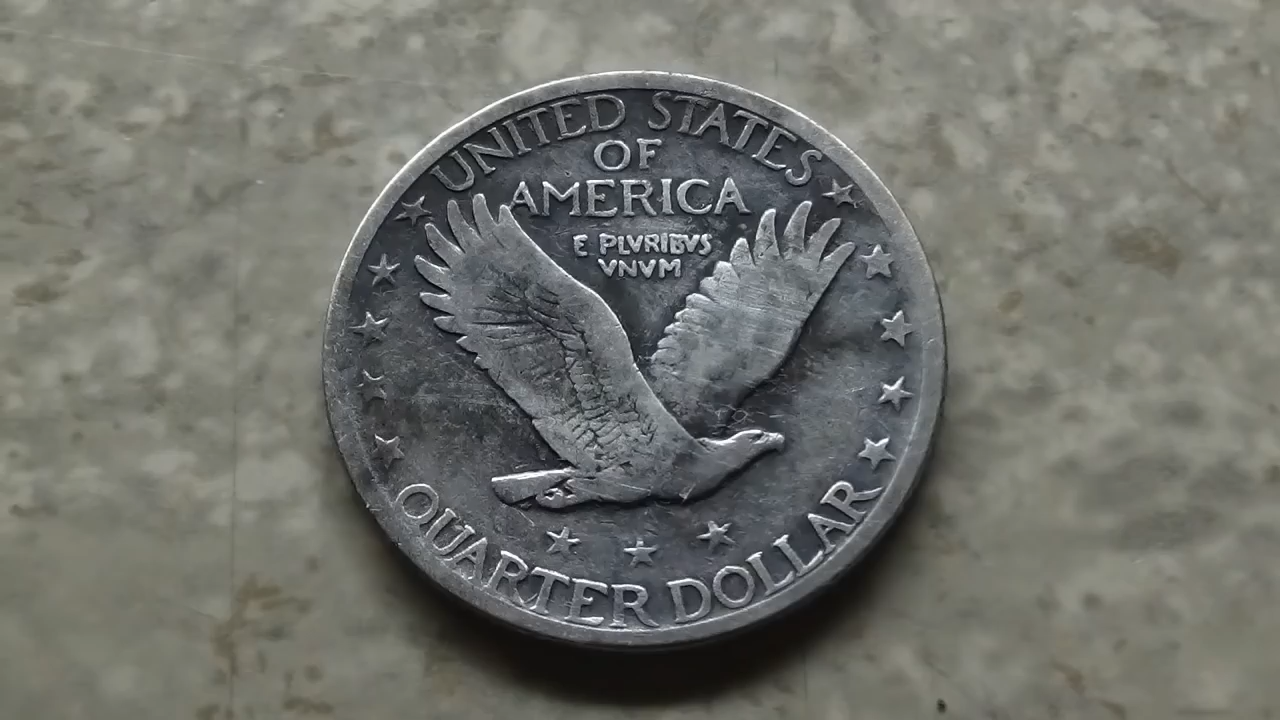 UNITED STATES
OF
AMERICA
E PLVRIBVS
VNVM
QUARTER DOLLAR